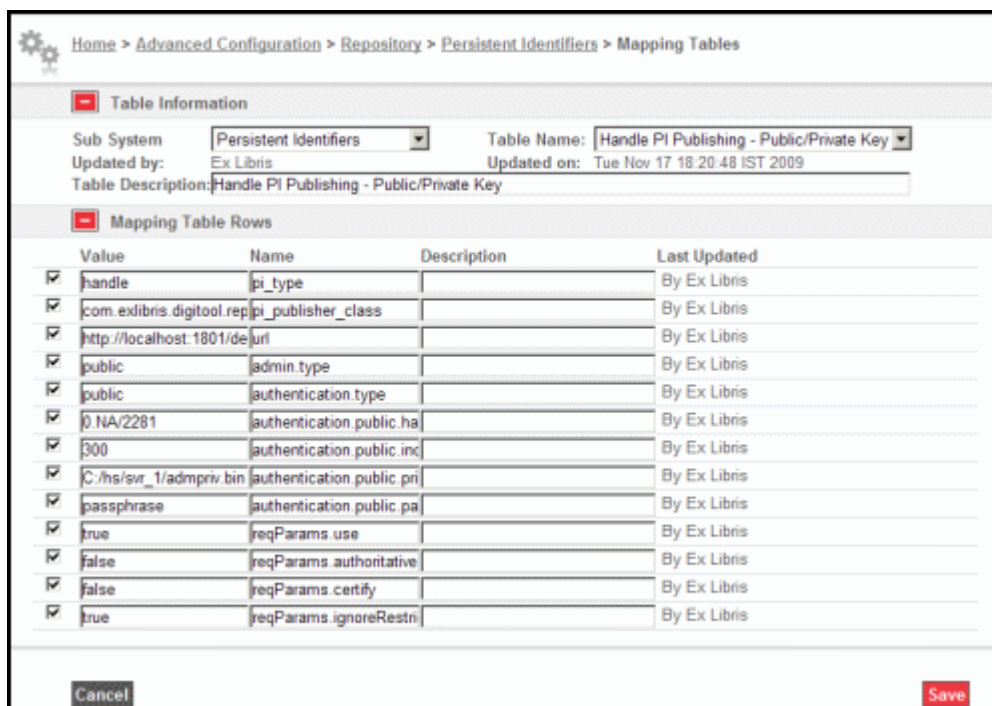 Home > Advanced Configuration > Repository > Persistent Identifiers > Mapping Tables
Table Information
Sub System Persistent Identifiers Table Name: Handle PI Publishing - Public/Private Key
Updated by: Ex Libris Updated on: Tue Nov 17 18:20:48 IST 2009
Table Description: Handle PI Publishing - Public/Private Key
Mapping Table Rows
Value Name Description Last Updated
handle pi_type By Ex Libris
com.exlibris.digitool.rep pi_publisher_class By Ex Libris
http://localhost:1801/de url By Ex Libris
public admin.type By Ex Libris
public authentication.type By Ex Libris
0.NA/2281 authentication.public.ha By Ex Libris
300 authentication.public.ind By Ex Libris
C:/hs/svr_1/admpriv.bin authentication.public.pri By Ex Libris
passphrase authentication.public.pa By Ex Libris
true reqParams.use By Ex Libris
false reqParams.authoritative By Ex Libris
false reqParams.certify By Ex Libris
true reqParams.ignoreRestri By Ex Libris
Cancel Save